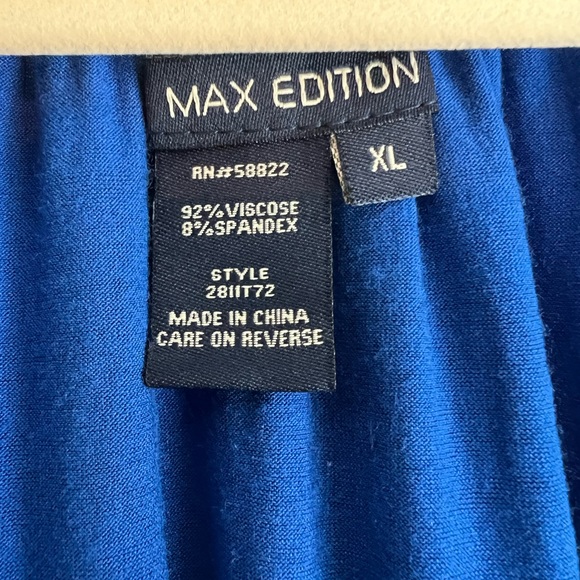 MAX EDITION
XL
RN#58822
92%VISCOSE
8%SPANDEX
STYLE
2811T72
MADE IN CHINA
CARE ON REVERSE